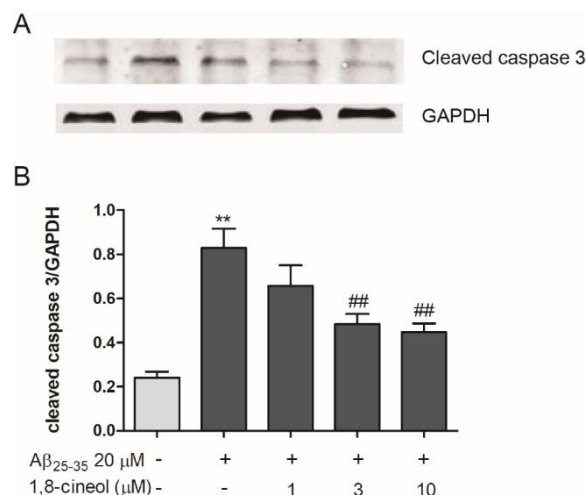 A
Cleaved caspase 3
GAPDH
B
cleaved caspase 3/GAPDH
1.0
0.8
0.6
0.4
0.2
0.0
**
##
##
Aβ25-35 20 μM - + + + +
1,8-cineol (μM) - - 1 3 10